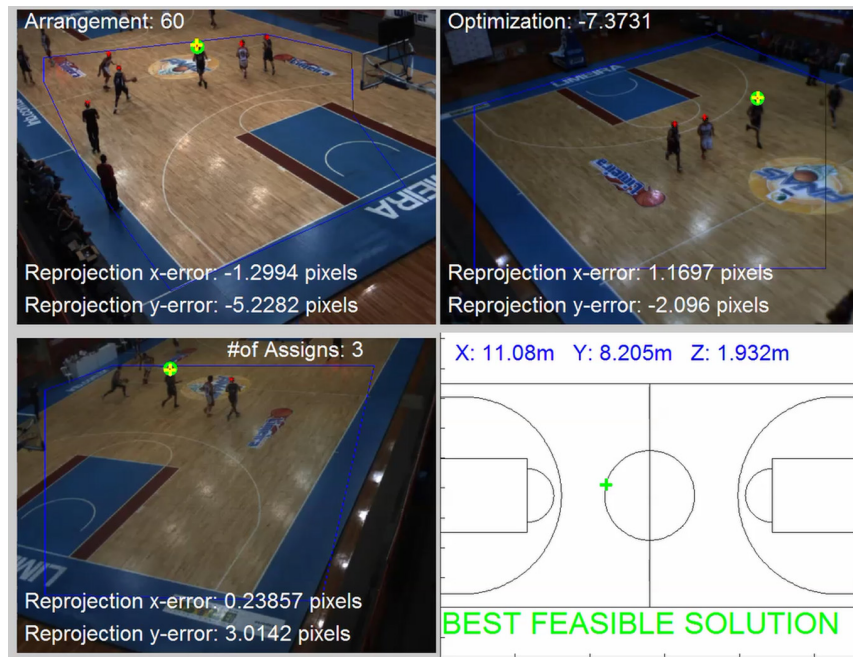 Arrangement: 60
Reprojection x-error: -1.2994 pixels
Reprojection y-error: -5.2282 pixels
LIMEIRA
Optimization: -7.3731
LIMEIRA
Reprojection x-error: 1.1697 pixels
Reprojection y-error: -2.096 pixels
#of Assigns: 3
Reprojection x-error: 0.23857 pixels
Reprojection y-error: 3.0142 pixels
X: 11.08m Y: 8.205m Z: 1.932m
BEST FEASIBLE SOLUTION